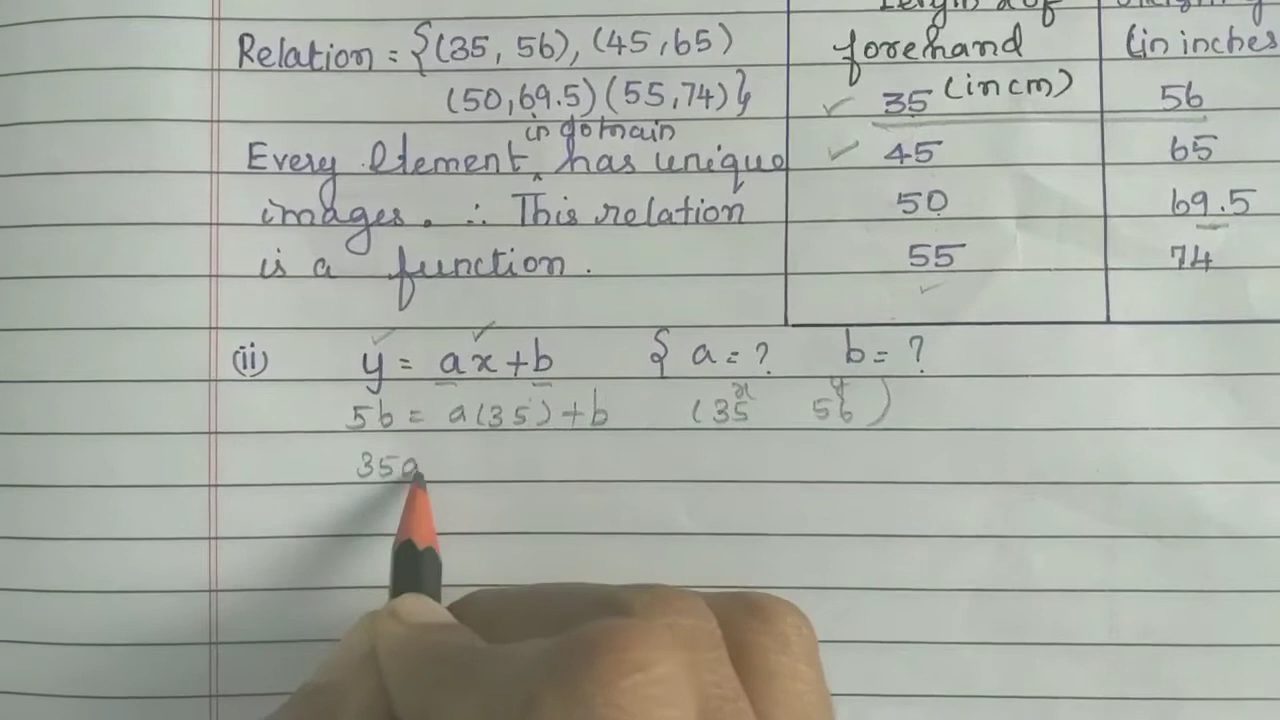 Relation = {(35, 56), (45,65)
(50,69.5) (55,74)}
in domain
Every Element ^ has unique
images. ∴ This relation
is a function.
forehand (in inches
(in cm)
35 56
45 65
50 69.5
55 74
(ii) y = ax + b { a = ? b = ?
x y
56 = a(35) + b (35 56)
35a